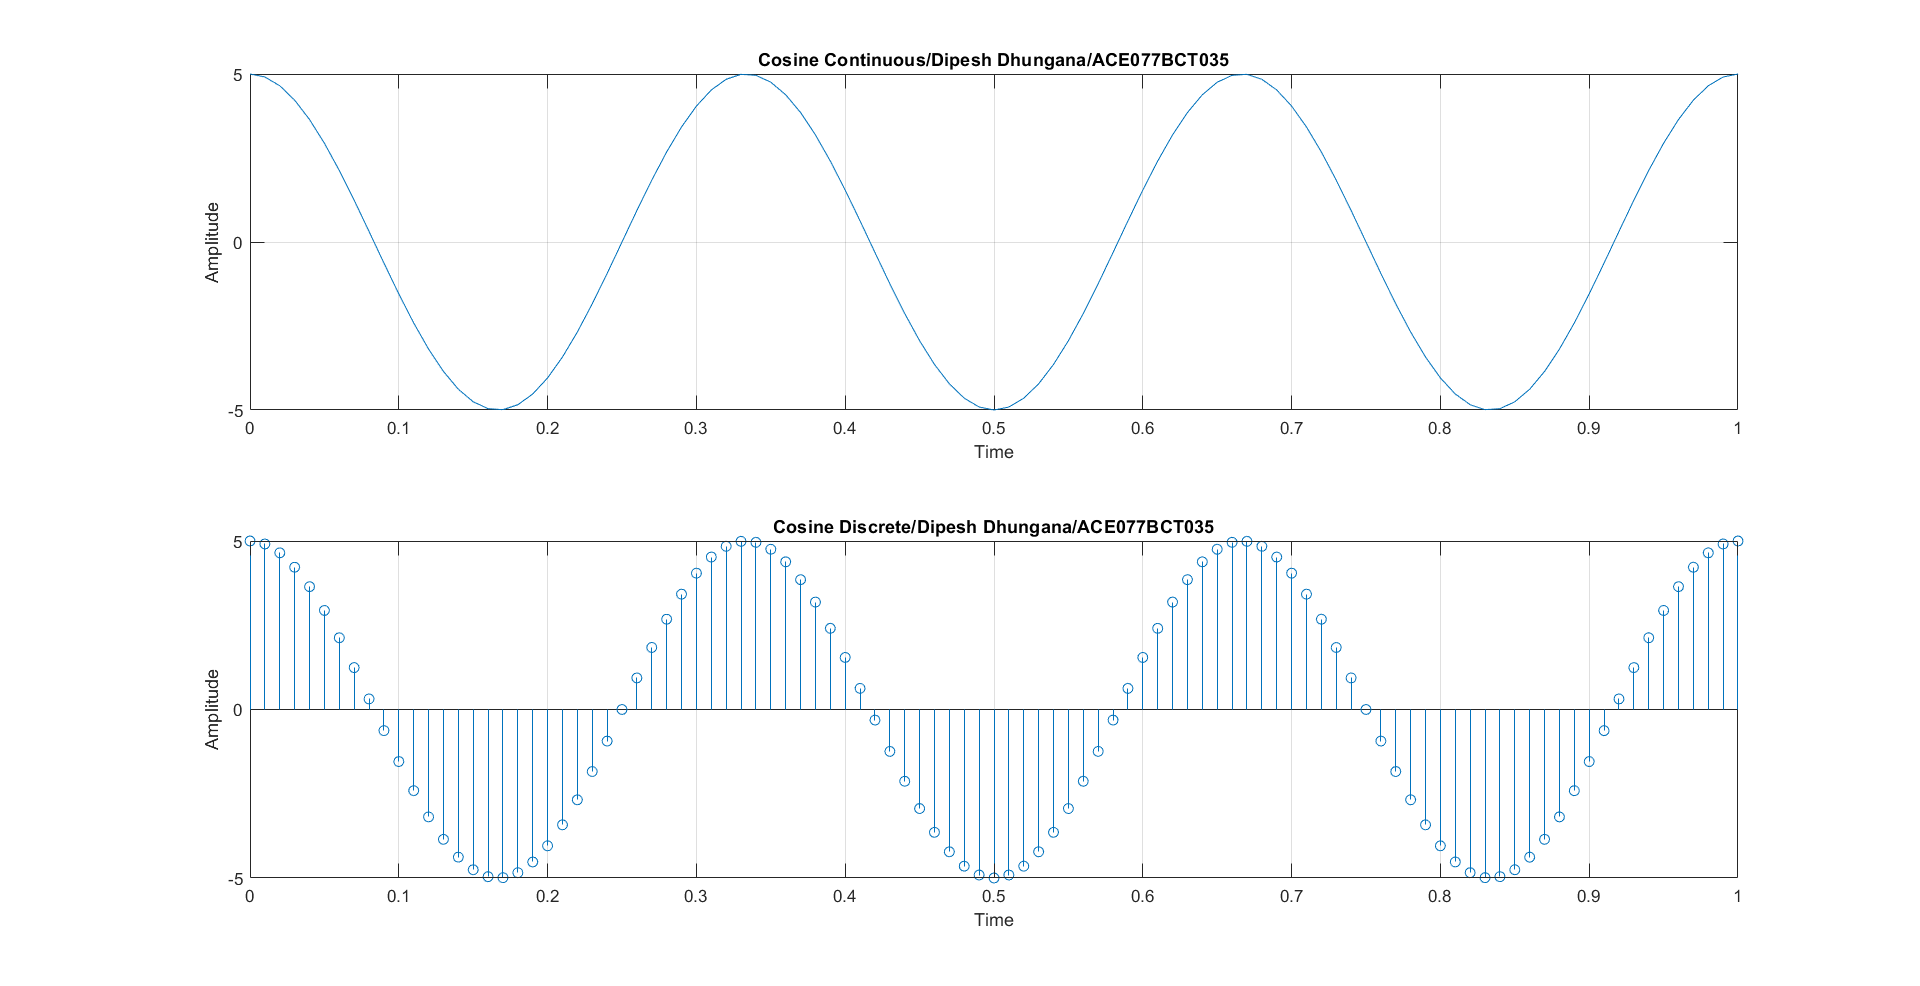 Cosine Continuous/Dipesh Dhungana/ACE077BCT035
5
0
-5
Amplitude
0 0.1 0.2 0.3 0.4 0.5 0.6 0.7 0.8 0.9 1
Time
Cosine Discrete/Dipesh Dhungana/ACE077BCT035
5
0
-5
Amplitude
0 0.1 0.2 0.3 0.4 0.5 0.6 0.7 0.8 0.9 1
Time